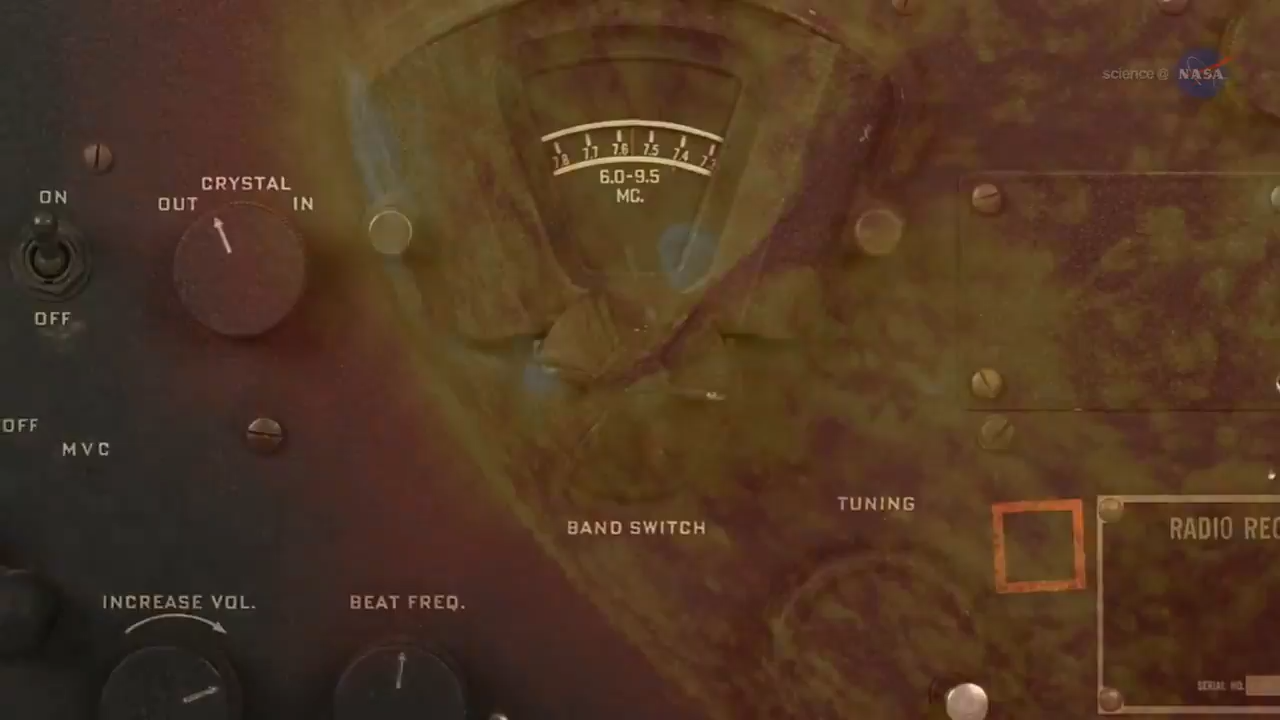 science@ NASA
7.8 7.7 7.6 7.5 7.4 7.3
6.0-9.5
MC.
ON
CRYSTAL
OUT IN
OFF
OFF
MVC
TUNING
BAND SWITCH
RADIO REC
INCREASE VOL.
BEAT FREQ.
SERIAL NO.